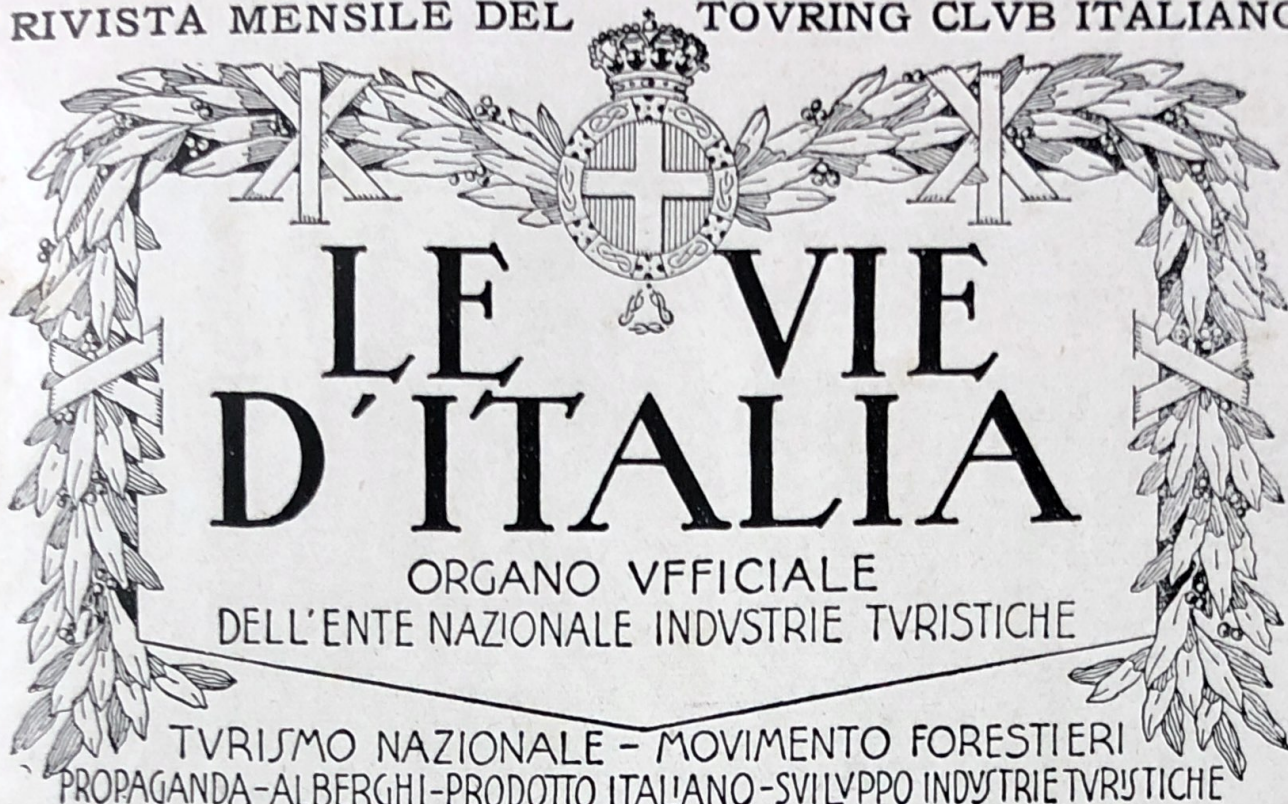 RIVISTA MENSILE DEL TOVRING CLVB ITALIANO
LE VIE
D'ITALIA
ORGANO VFFICIALE
DELL'ENTE NAZIONALE INDVSTRIE TVRISTICHE
TVRISMO NAZIONALE - MOVIMENTO FORESTIERI
PROPAGANDA-ALBERGHI-PRODOTTO ITALIANO-SVILVPPO INDVSTRIE TVRISTICHE